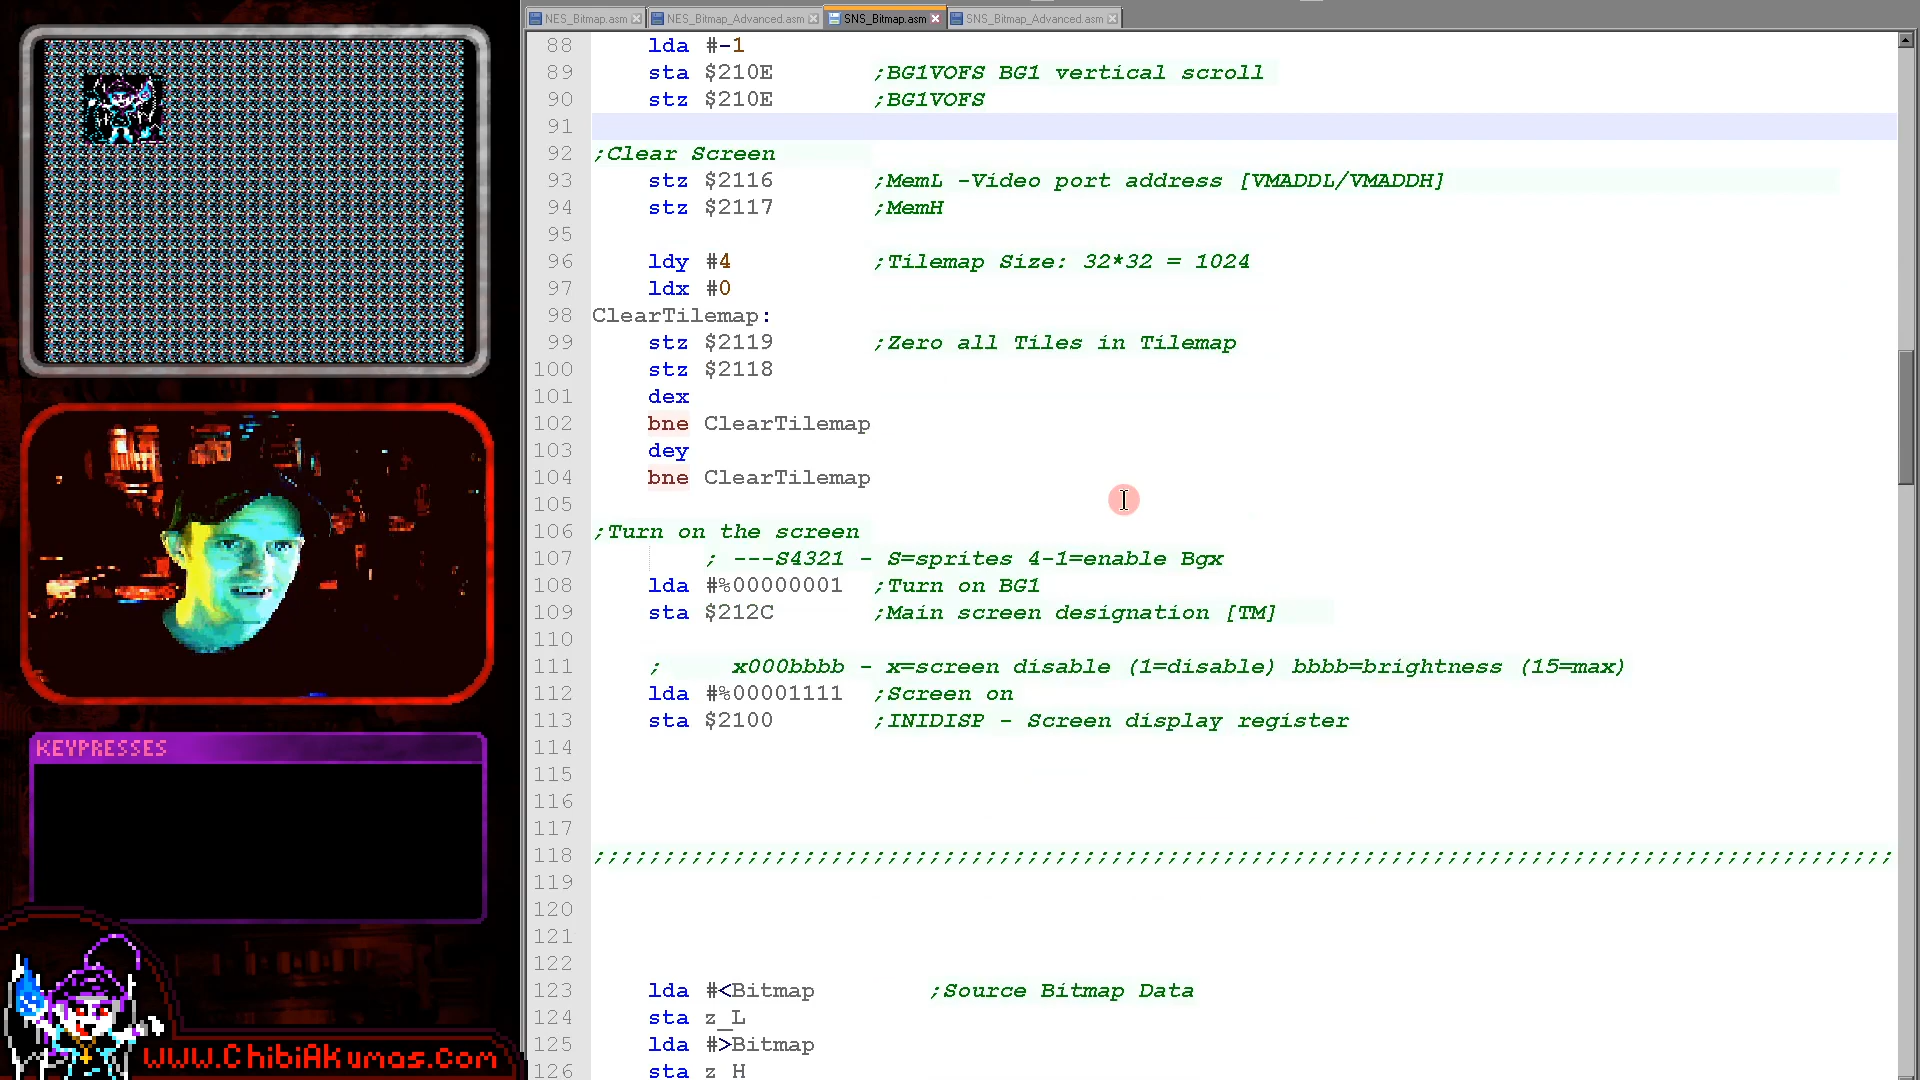 NES_Bitmap.asm NES_Bitmap_Advanced.asm SNS_Bitmap.asm SNS_Bitmap_Advanced.asm
88 lda #-1
89 sta $210E ;BG1VOFS BG1 vertical scroll
90 stz $210E ;BG1VOFS
91
92 ;Clear Screen
93 stz $2116 ;MemL -Video port address [VMADDL/VMADDH]
94 stz $2117 ;MemH
95
96 ldy #4 ;Tilemap Size: 32*32 = 1024
97 ldx #0
98 ClearTilemap:
99 stz $2119 ;Zero all Tiles in Tilemap
100 stz $2118
101 dex
102 bne ClearTilemap
103 dey
104 bne ClearTilemap
105
106 ;Turn on the screen
107 ; ---S4321 - S=sprites 4-1=enable Bgx
108 lda #%00000001 ;Turn on BG1
109 sta $212C ;Main screen designation [TM]
110
111 ; x000bbbb - x=screen disable (1=disable) bbbb=brightness (15=max)
112 lda #%00001111 ;Screen on
113 sta $2100 ;INIDISP - Screen display register
114
115
116
117
118 ;;;;;;;;;;;;;;;;;;;;;;;;;;;;;;;;;;;;;;;;;;;;;;;;;;;;;;;;;;;;;;;;;;;;;;;;;;;;;;;;;;;;;;;;;;;;;
119
120
121
122
123 lda #<Bitmap ;Source Bitmap Data
124 sta z_L
125 lda #>Bitmap
126 sta z_H
KEYPRESSES
www.ChibiAkumas.com